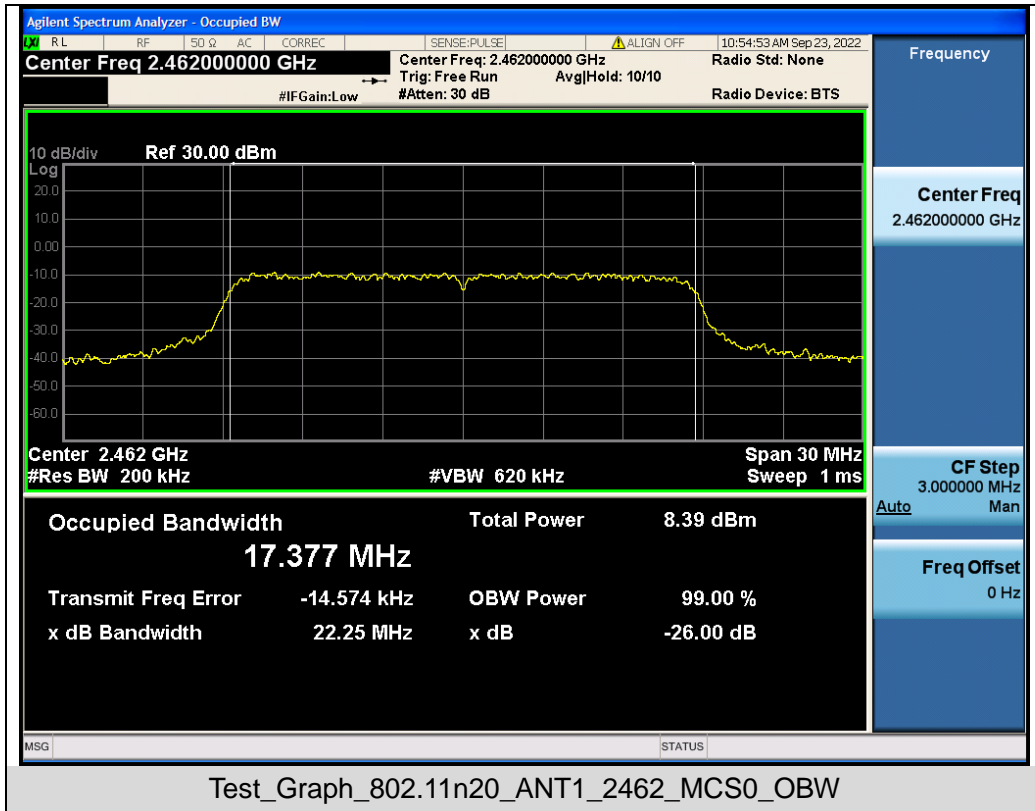 Agilent Spectrum Analyzer - Occupied BW
LXI RL RF 50 Ω AC CORREC SENSE:PULSE ALIGN OFF 10:54:53 AM Sep 23, 2022
Center Freq 2.462000000 GHz
Center Freq: 2.462000000 GHz
Radio Std: None
Trig: Free Run Avg|Hold: 10/10
#IFGain:Low #Atten: 30 dB Radio Device: BTS
10 dB/div Ref 30.00 dBm
Log
20.0
10.0
0.00
-10.0
-20.0
-30.0
-40.0
-50.0
-60.0
Center 2.462 GHz Span 30 MHz
#Res BW 200 kHz #VBW 620 kHz Sweep 1 ms
Occupied Bandwidth Total Power 8.39 dBm
17.377 MHz
Transmit Freq Error -14.574 kHz OBW Power 99.00 %
x dB Bandwidth 22.25 MHz x dB -26.00 dB
Frequency
Center Freq
2.462000000 GHz
CF Step
3.000000 MHz
Auto Man
Freq Offset
0 Hz
MSG STATUS
Test_Graph_802.11n20_ANT1_2462_MCS0_OBW